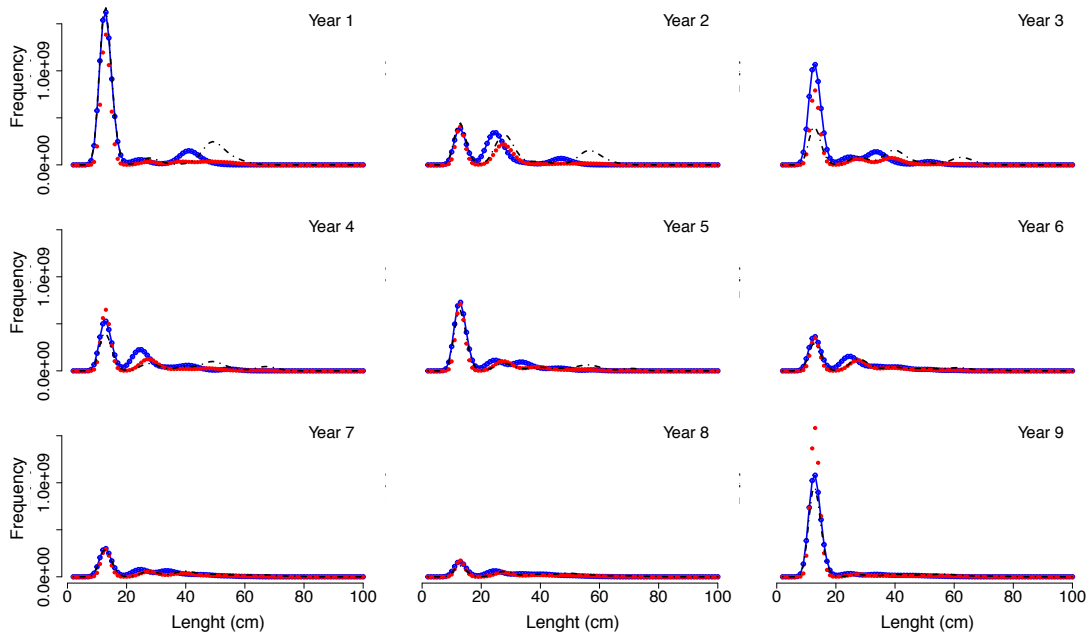 Year 1
Year 2
Year 3
Frequency
0.0e+00
1.0e+09
Year 4
Year 5
Year 6
Frequency
0.0e+00
1.0e+09
Year 7
Year 8
Year 9
Frequency
0.0e+00
1.0e+09
0 20 40 60 80 100
0 20 40 60 80 100
0 20 40 60 80 100
Lenght (cm)
Lenght (cm)
Lenght (cm)